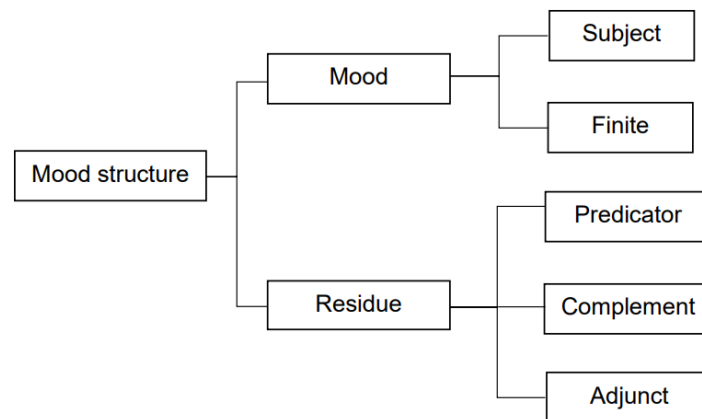 Subject
Mood
Finite
Mood structure
Predicator
Residue
Complement
Adjunct